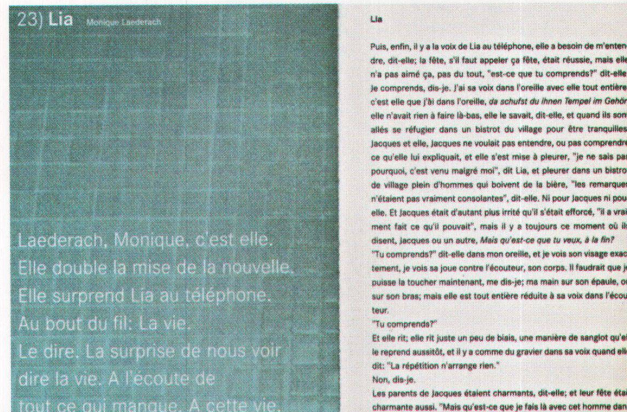 23) Lia Monique Laederach
Laederach, Monique, c'est elle.
Elle double la mise de la nouvelle.
Elle surprend Lia au téléphone.
Au bout du fil: La vie.
Le dire. La surprise de nous voir
dire la vie. A l'écoute de
tout ce qui manque. A cette vie.
Lia
Puis, enfin, il y a la voix de Lia au téléphone, elle a besoin de m'enten-
dre, dit-elle; la fête, s'il faut appeler ça fête, était réussie, mais elle
n'a pas aimé ça, pas du tout, "est-ce que tu comprends?" dit-elle.
Je comprends, dis-je. J'ai sa voix dans l'oreille avec elle tout entière,
c'est elle que j'ai dans l'oreille, da schufst du ihnen Tempel im Gehör,
elle n'avait rien à faire là-bas, elle le savait, dit-elle, et quand ils sont
allés se réfugier dans un bistrot du village pour être tranquilles,
Jacques et elle, Jacques ne voulait pas entendre, ou pas comprendre
ce qu'elle lui expliquait, et elle s'est mise à pleurer, "je ne sais pas
pourquoi, c'est venu malgré moi", dit Lia, et pleurer dans un bistrot
de village plein d'hommes qui boivent de la bière, "les remarques
n'étaient pas vraiment consolantes", dit-elle. Ni pour Jacques ni pour
elle. Et Jacques était d'autant plus irrité qu'il s'était efforcé, "il a vrai-
ment fait ce qu'il pouvait", mais il y a toujours ce moment où ils
disent, Jacques ou un autre, Mais qu'est-ce que tu veux, à la fin?
"Tu comprends?" dit-elle dans mon oreille, et je vois son visage exac-
tement, je vois sa joue contre l'écouteur, son corps. Il faudrait que je
puisse la toucher maintenant, me dis-je; ma main sur son épaule, ou
sur son bras; mais elle est tout entière réduite à sa voix dans l'écou-
teur.
"Tu comprends?"
Et elle rit; elle rit juste un peu de biais, une manière de sanglot qu'el-
le reprend aussitôt, et il y a comme du gravier dans sa voix quand elle
dit: "La répétition n'arrange rien."
Non, dis-je.
Les parents de Jacques étaient charmants, dit-elle; et leur fête était
charmante aussi. "Mais qu'est-ce que je fais là avec cet homme dans